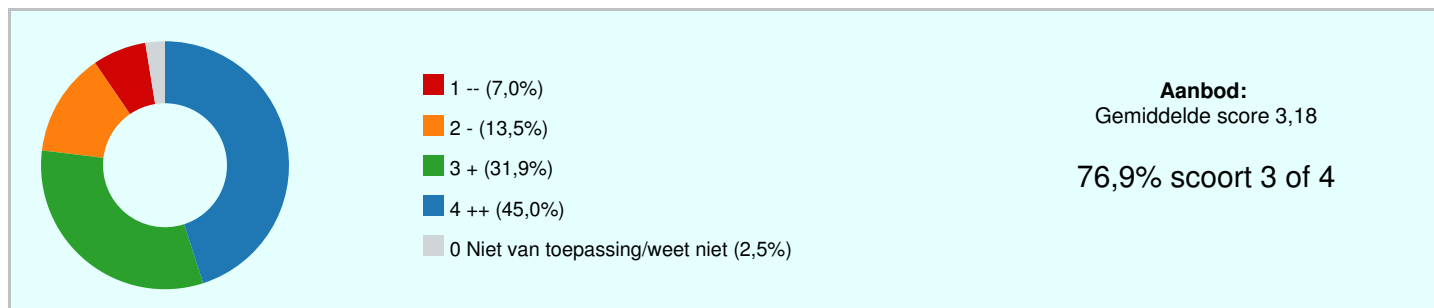 1 -- (7,0%)
2 - (13,5%)
3 + (31,9%)
4 ++ (45,0%)
0 Niet van toepassing/weet niet (2,5%)
Aanbod:
Gemiddelde score 3,18
76,9% scoort 3 of 4